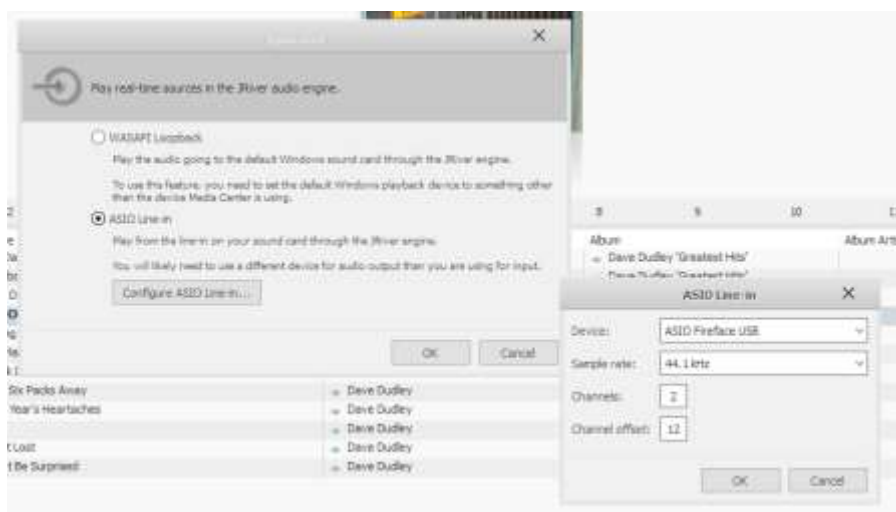 Play real-time sources in the JRiver audio engine.
WASAPI Loopback
Play the audio going to the default Windows sound card through the JRiver engine.
To use this feature, you need to set the default Windows playback device to something other
than the device Media Center is using.
ASIO Line-in
Play from the line-in on your sound card through the JRiver engine.
You will likely need to use a different device for audio output than you are using for input.
Configure ASIO Line-in...
OK Cancel
8 9 10
Album Album Arti
Dave Dudley 'Greatest Hits'
Dave Dudley 'Greatest Hits'
ASIO Line-in
Device: ASIO Fireface USB
Sample rate: 44.1 kHz
Channels: 2
Channel offset: 12
OK Cancel
Six Packs Away Dave Dudley
Year's Heartaches Dave Dudley
Dave Dudley
t Lost Dave Dudley
t Be Surprised Dave Dudley